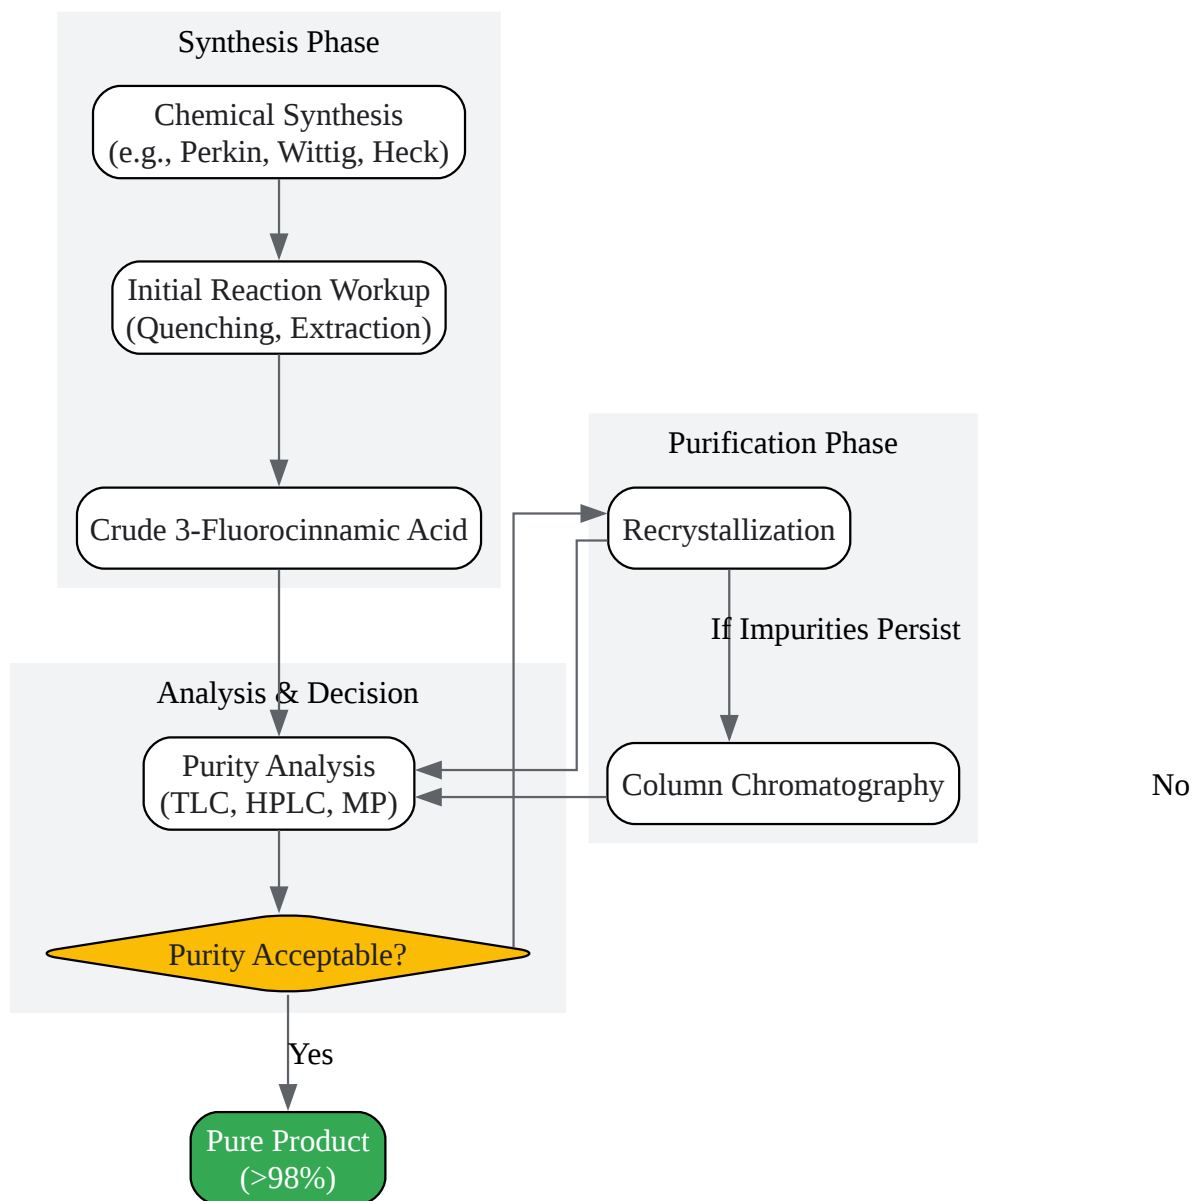 Synthesis Phase
Chemical Synthesis
(e.g., Perkin, Wittig, Heck)
Initial Reaction Workup
(Quenching, Extraction)
Crude 3-Fluorocinnamic Acid
Purification Phase
Recrystallization
If Impurities Persist
Column Chromatography
No
Analysis & Decision
Purity Analysis
(TLC, HPLC, MP)
Purity Acceptable?
Yes
Pure Product
(>98%)